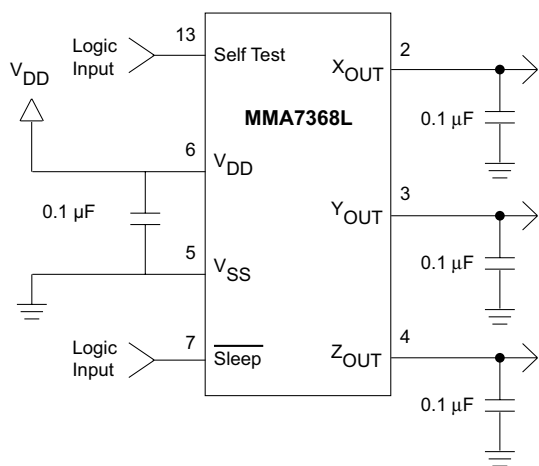 Logic
Input
13
Self Test
2
X_OUT
V_DD
MMA7368L
0.1 μF
6
V_DD
0.1 µF
3
Y_OUT
5
V_SS
0.1 μF
Logic
Input
7
Sleep
4
Z_OUT
0.1 μF